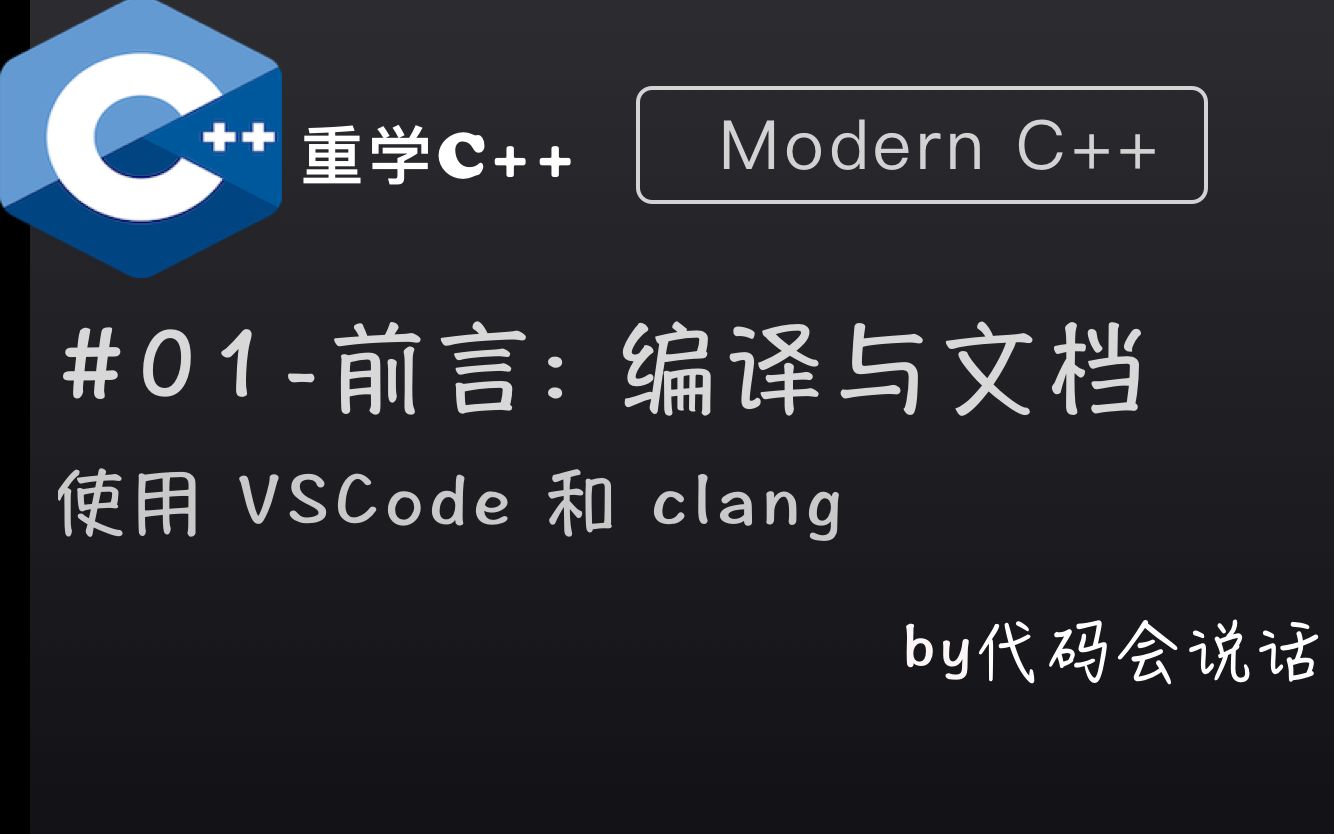 重学C++
Modern C++
#01-前言：编译与文档
使用 VSCode 和 clang
by代码会说话